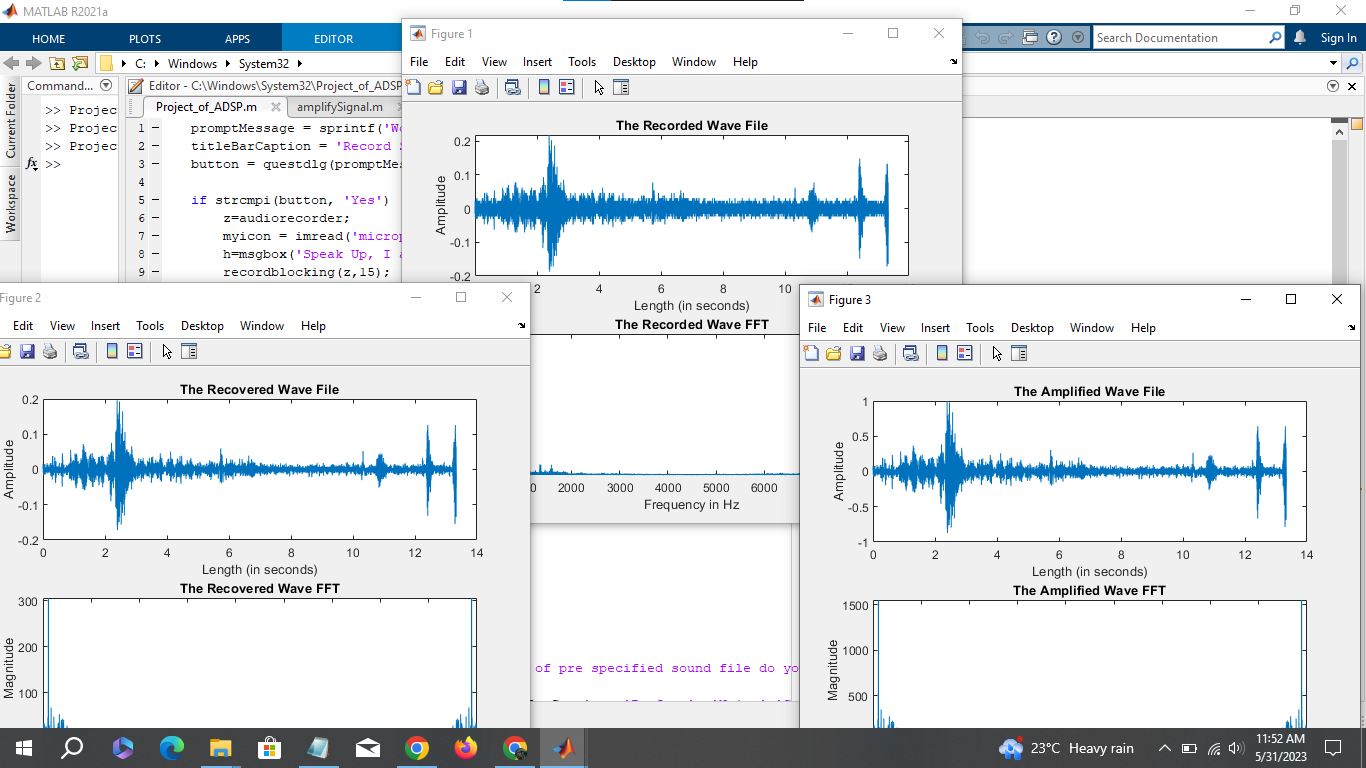 MATLAB R2021a
HOME PLOTS APPS EDITOR
Search Documentation Sign In
C: Windows System32
Command... Editor - C:\Windows\System32\Project_of_ADSP
Project_of_ADSP.m amplifySignal.m
Current Folder
Workspace
>> Projec
>> Projec
>> Projec
fx >>
1 promptMessage = sprintf('Wo
2 titleBarCaption = 'Record S
3 button = questdlg(promptMes
4
5 if strcmpi(button, 'Yes')
6 z=audiorecorder;
7 myicon = imread('microp
8 h=msgbox('Speak Up, I a
9 recordblocking(z,15);
Figure 1
File Edit View Insert Tools Desktop Window Help
The Recorded Wave File
Amplitude
0.2
0.1
0
-0.1
-0.2
2 4 6 8 10
Length (in seconds)
The Recorded Wave FFT
2000 3000 4000 5000 6000
Frequency in Hz
of pre specified sound file do yo
Figure 2
Edit View Insert Tools Desktop Window Help
The Recovered Wave File
Amplitude
0.2
0.1
0
-0.1
-0.2
0 2 4 6 8 10 12 14
Length (in seconds)
The Recovered Wave FFT
Magnitude
300
200
100
Figure 3
File Edit View Insert Tools Desktop Window Help
The Amplified Wave File
Amplitude
1
0.5
0
-0.5
-1
0 2 4 6 8 10 12 14
Length (in seconds)
The Amplified Wave FFT
Magnitude
1500
1000
500
23°C Heavy rain
11:52 AM
5/31/2023